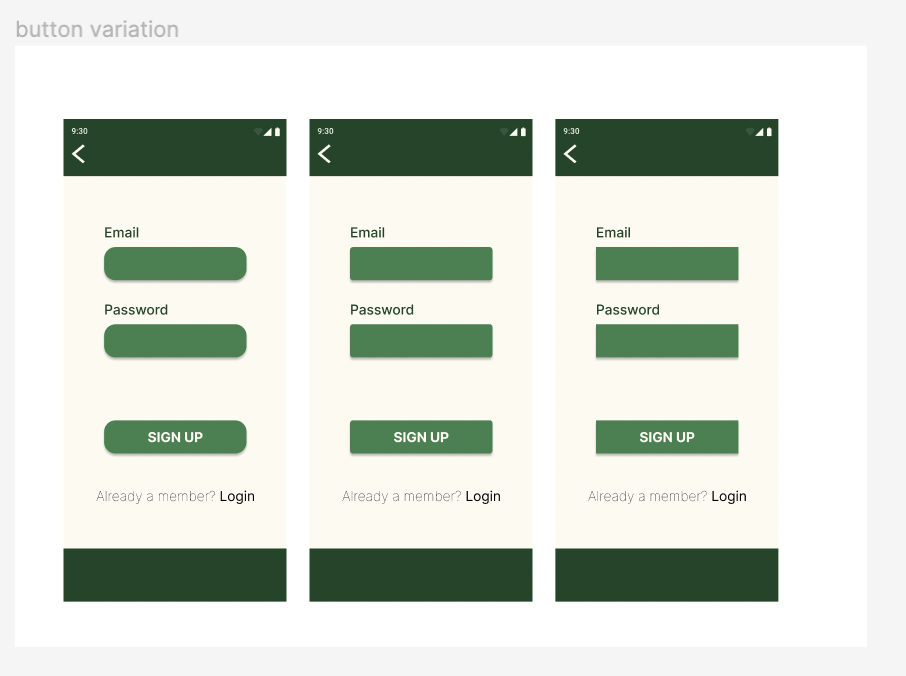 button variation
9:30
Email
Password
SIGN UP
Already a member? Login
9:30
Email
Password
SIGN UP
Already a member? Login
9:30
Email
Password
SIGN UP
Already a member? Login